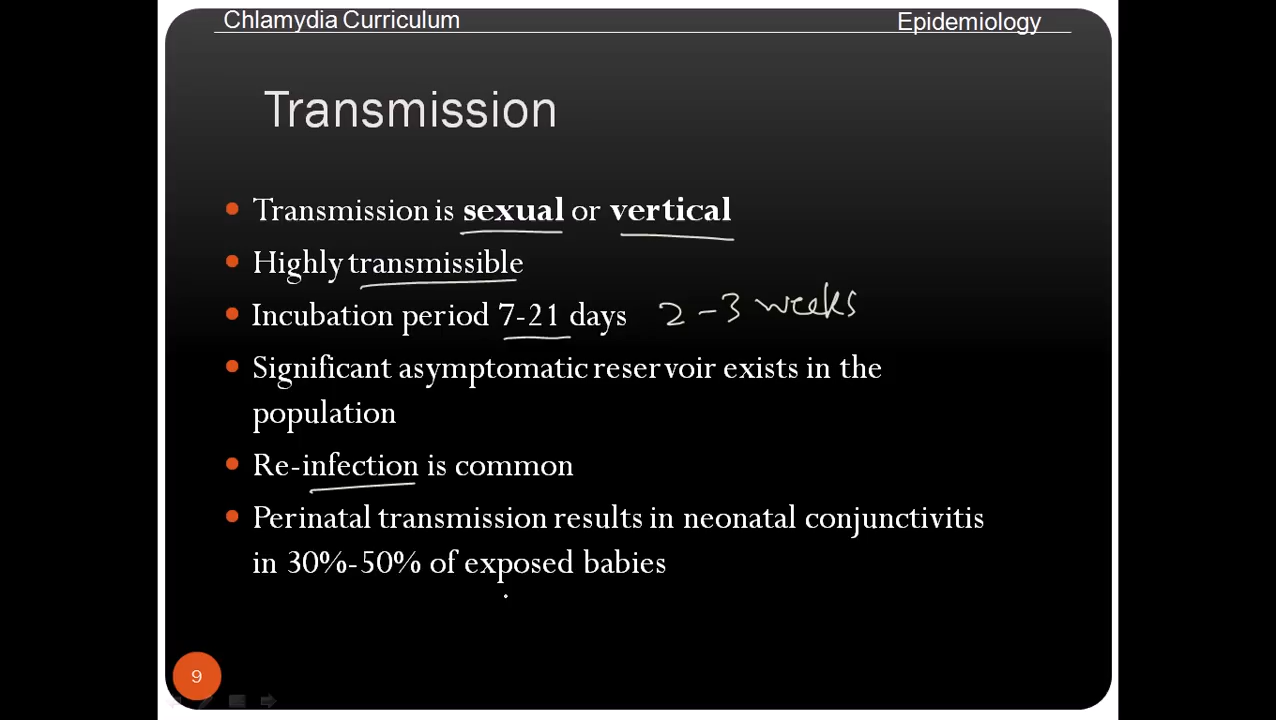 Chlamydia Curriculum Epidemiology
Transmission
Transmission is sexual or vertical
Highly transmissible
Incubation period 7-21 days 2-3 weeks
Significant asymptomatic reservoir exists in the
population
Re-infection is common
Perinatal transmission results in neonatal conjunctivitis
in 30%-50% of exposed babies
9